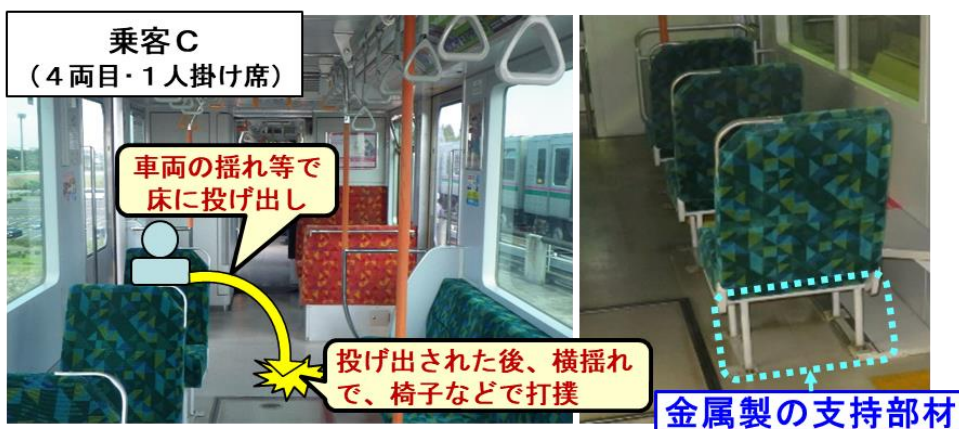 乗客C
(4両目・1人掛け席)
車両の揺れ等で
床に投げ出し
投げ出された後、横揺れ
で、椅子などで打撲
金属製の支持部材